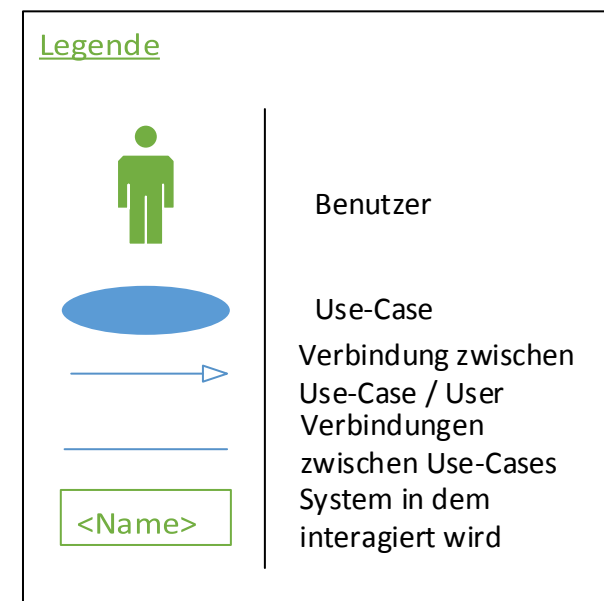 Legende
Benutzer
Use-Case
Verbindung zwischen
Use-Case / User
Verbindungen
zwischen Use-Cases
<Name>
System in dem
interagiert wird